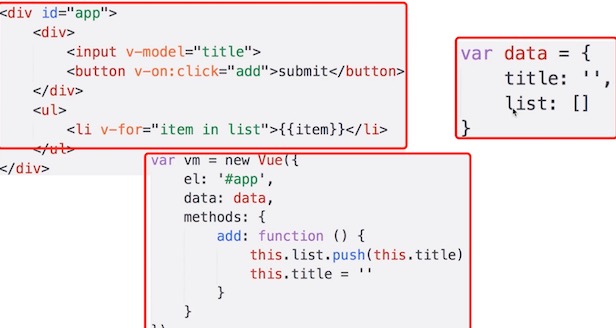 <div id="app">
    <div>
        <input v-model="title">
        <button v-on:click="add">submit</button>
    </div>
    <ul>
        <li v-for="item in list">{{item}}</li>
    </ul>
</div>
var data = {
    title: '',
    list: []
}
var vm = new Vue({
    el: '#app',
    data: data,
    methods: {
        add: function () {
            this.list.push(this.title)
            this.title = ''
        }
    }
})